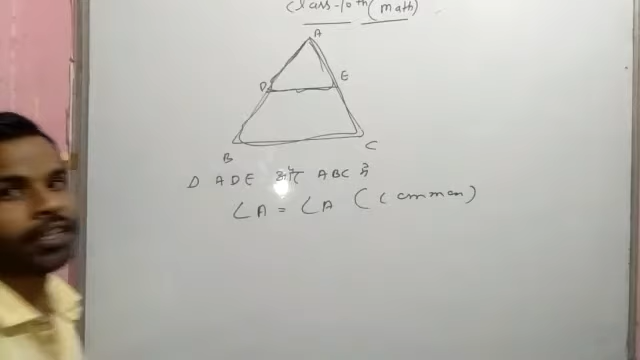 Class-10th (math)
A
D E
B C
Δ ADE और ABC में
∠A = ∠A (Common)